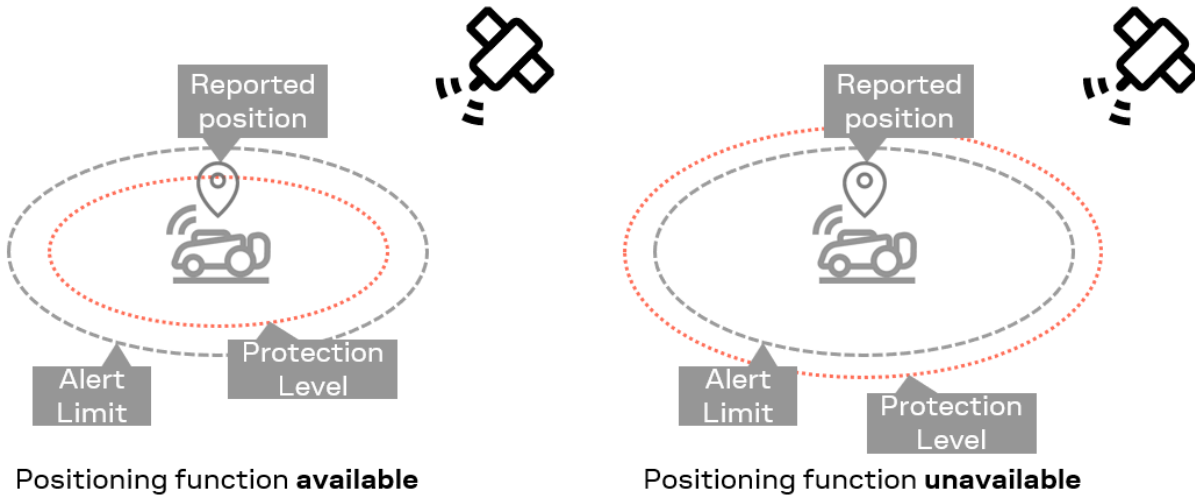 Reported
position
Alert
Limit
Protection
Level
Positioning function available
Reported
position
Alert
Limit
Protection
Level
Positioning function unavailable